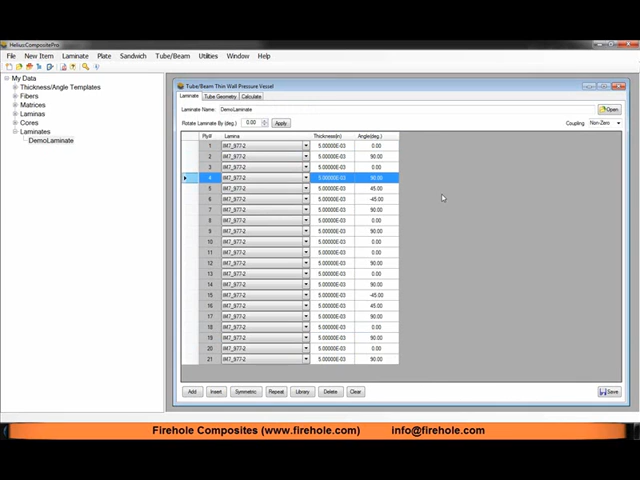 Helius:CompositePro
File New Item Laminate Plate Sandwich Tube/Beam Utilities Window Help
My Data
Thickness/Angle Templates
Fibers
Matrices
Laminas
Cores
Laminates
DemoLaminate
Tube/Beam Thin Wall Pressure Vessel
Laminate Tube Geometry Calculate
Laminate Name: DemoLaminate Open
Rotate Laminate By (deg.) 0.00 Apply Coupling Non-Zero
Ply# Lamina Thickness(in) Angle(deg.)
1 IM7_977-2 5.00000E-03 0.00
2 IM7_977-2 5.00000E-03 90.00
3 IM7_977-2 5.00000E-03 0.00
4 IM7_977-2 5.00000E-03 90.00
5 IM7_977-2 5.00000E-03 45.00
6 IM7_977-2 5.00000E-03 -45.00
7 IM7_977-2 5.00000E-03 90.00
8 IM7_977-2 5.00000E-03 0.00
9 IM7_977-2 5.00000E-03 90.00
10 IM7_977-2 5.00000E-03 0.00
11 IM7_977-2 5.00000E-03 90.00
12 IM7_977-2 5.00000E-03 90.00
13 IM7_977-2 5.00000E-03 0.00
14 IM7_977-2 5.00000E-03 90.00
15 IM7_977-2 5.00000E-03 -45.00
16 IM7_977-2 5.00000E-03 45.00
17 IM7_977-2 5.00000E-03 90.00
18 IM7_977-2 5.00000E-03 0.00
19 IM7_977-2 5.00000E-03 90.00
20 IM7_977-2 5.00000E-03 0.00
21 IM7_977-2 5.00000E-03 90.00
Add Insert Symmetric Repeat Library Delete Clear Save
Firehole Composites (www.firehole.com) info@firehole.com